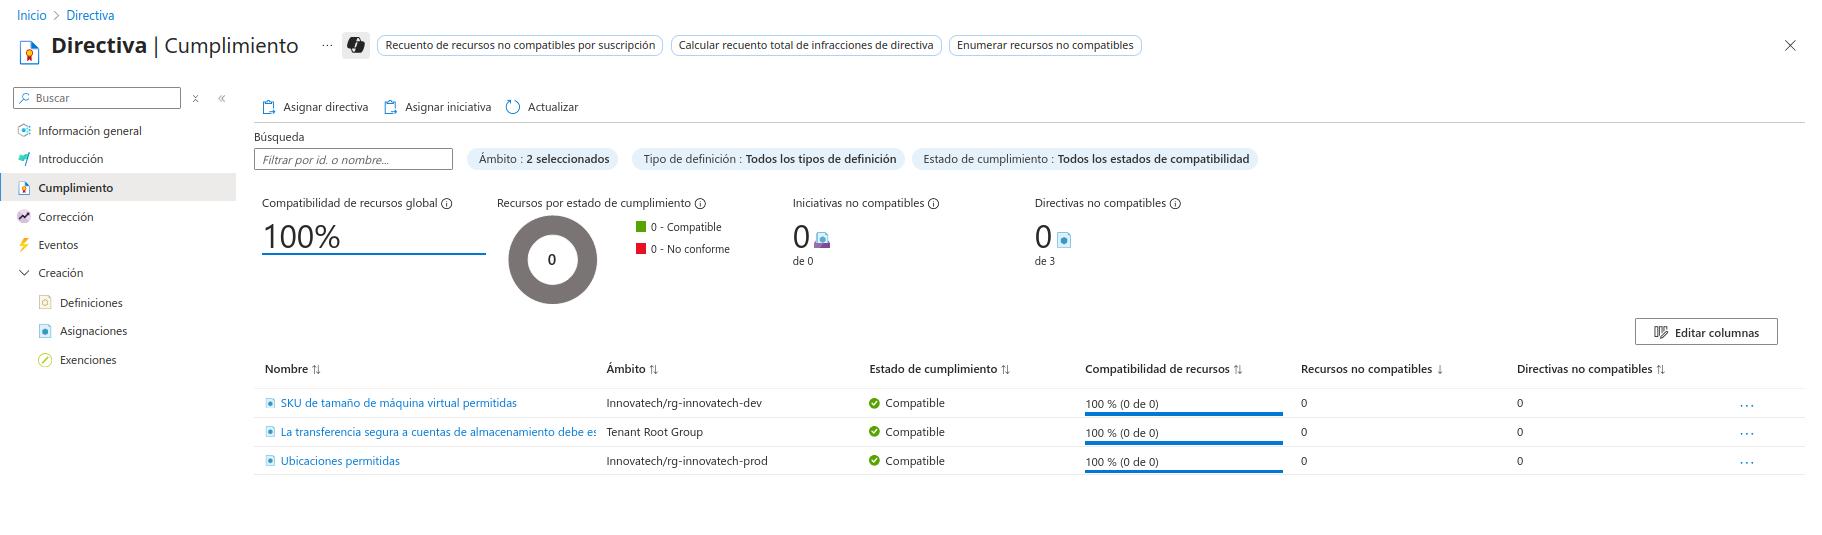 Inicio > Directiva
Directiva | Cumplimiento ...
Recuento de recursos no compatibles por suscripción
Calcular recuento total de infracciones de directiva
Enumerar recursos no compatibles
Buscar
Información general
Introducción
Cumplimiento
Corrección
Eventos
Creación
Definiciones
Asignaciones
Exenciones
Asignar directiva
Asignar iniciativa
Actualizar
Búsqueda
Filtrar por id. o nombre...
Ámbito : 2 seleccionados
Tipo de definición : Todos los tipos de definición
Estado de cumplimiento : Todos los estados de compatibilidad
Compatibilidad de recursos global
100%
Recursos por estado de cumplimiento
0
0 - Compatible
0 - No conforme
Iniciativas no compatibles
0
de 0
Directivas no compatibles
0
de 3
Editar columnas
Nombre Ámbito Estado de cumplimiento Compatibilidad de recursos Recursos no compatibles Directivas no compatibles
SKU de tamaño de máquina virtual permitidas Innovatech/rg-innovatech-dev Compatible 100 % (0 de 0) 0 0 ...
La transferencia segura a cuentas de almacenamiento debe es Tenant Root Group Compatible 100 % (0 de 0) 0 0 ...
Ubicaciones permitidas Innovatech/rg-innovatech-prod Compatible 100 % (0 de 0) 0 0 ...